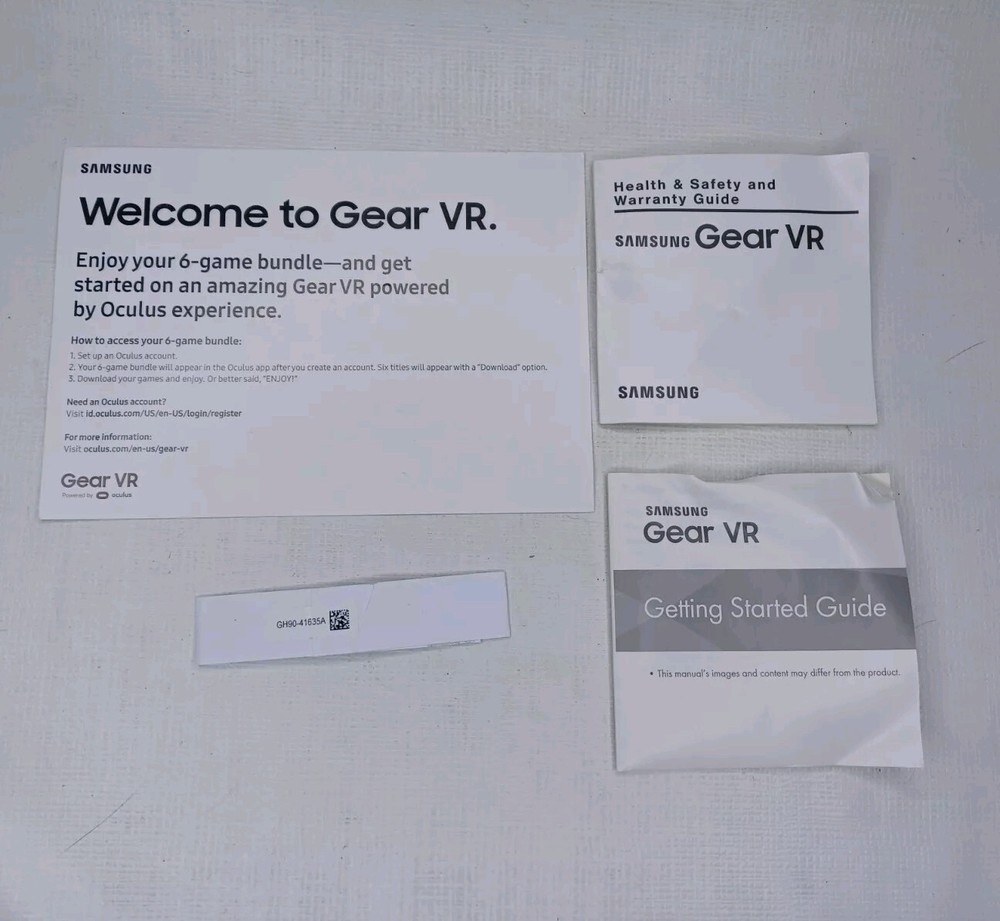 SAMSUNG
Welcome to Gear VR.
Enjoy your 6-game bundle—and get
started on an amazing Gear VR powered
by Oculus experience.
How to access your 6-game bundle:
1. Set up an Oculus account.
2. Your 6-game bundle will appear in the Oculus app after you create an account. Six titles will appear with a "Download" option.
3. Download your games and enjoy. Or better said, "ENJOY!"
Need an Oculus account?
Visit id.oculus.com/US/en-US/login/register
For more information:
Visit oculus.com/en-us/gear-vr
Gear VR
Powered by oculus
Health & Safety and
Warranty Guide
SAMSUNG Gear VR
SAMSUNG
GH90-41635A
SAMSUNG
Gear VR
Getting Started Guide
• This manual's images and content may differ from the product.